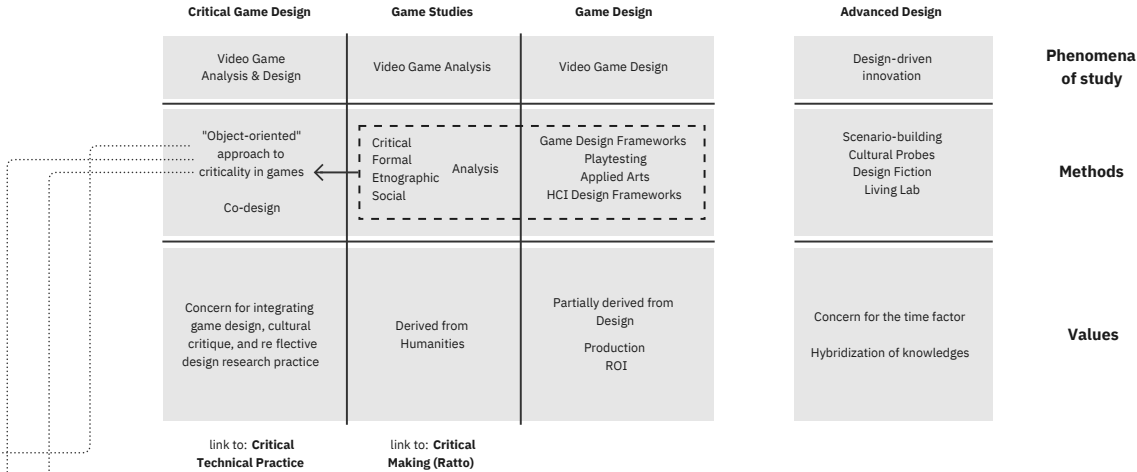 Critical Game Design
Game Studies
Game Design
Advanced Design
Video Game
Analysis & Design
Video Game Analysis
Video Game Design
Design-driven
innovation
Phenomena
of study
"Object-oriented"
approach to
criticality in games
Co-design
Critical
Formal
Etnographic
Social
Analysis
Game Design Frameworks
Playtesting
Applied Arts
HCI Design Frameworks
Scenario-building
Cultural Probes
Design Fiction
Living Lab
Methods
Concern for integrating
game design, cultural
critique, and re flective
design research practice
Derived from
Humanities
Partially derived from
Design
Production
ROI
Concern for the time factor
Hybridization of knowledges
Values
link to: Critical
Technical Practice
link to: Critical
Making (Ratto)